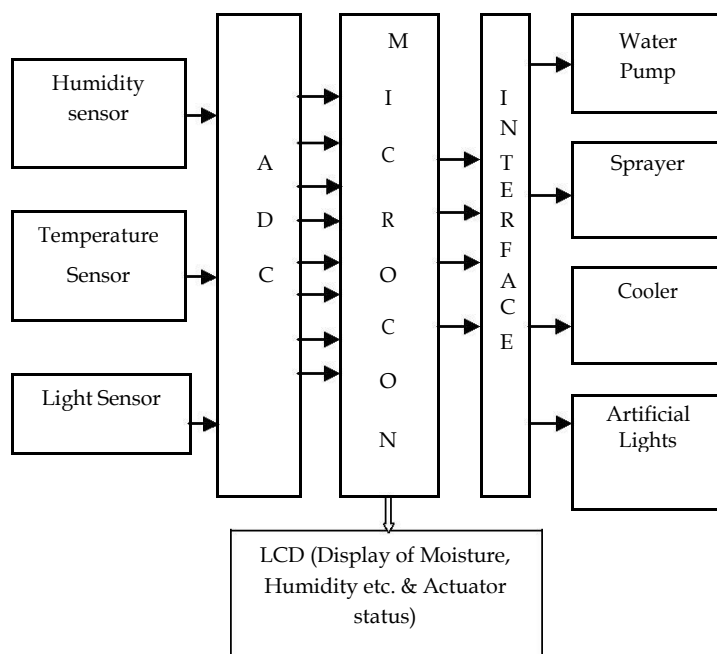 Humidity
sensor
Temperature
Sensor
Light Sensor
A
D
C
M
I
C
R
O
C
O
N
I
N
T
E
R
F
A
C
E
Water
Pump
Sprayer
Cooler
Artificial
Lights
LCD (Display of Moisture,
Humidity etc. & Actuator
status)